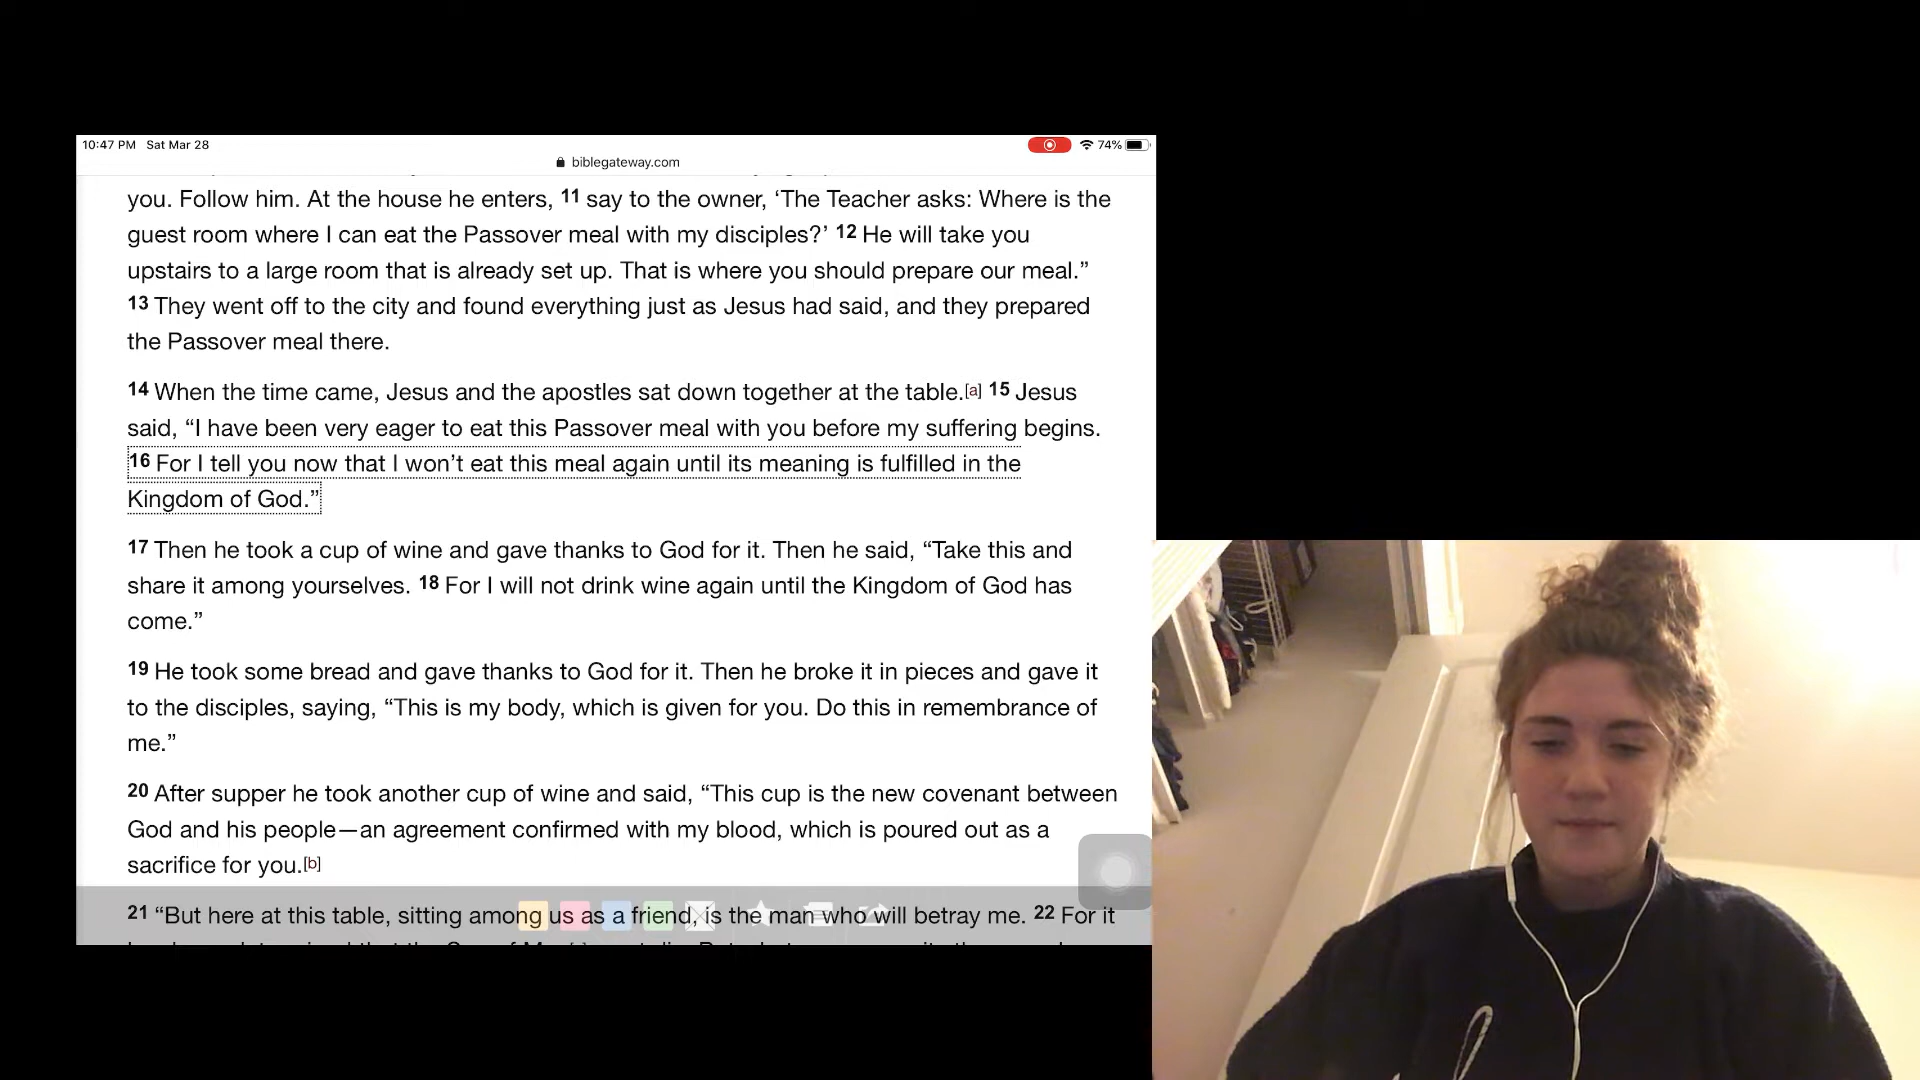 10:47 PM Sat Mar 28
74%
biblegateway.com
you. Follow him. At the house he enters, 11 say to the owner, ‘The Teacher asks: Where is the
guest room where I can eat the Passover meal with my disciples?’ 12 He will take you
upstairs to a large room that is already set up. That is where you should prepare our meal.”
13 They went off to the city and found everything just as Jesus had said, and they prepared
the Passover meal there.
14 When the time came, Jesus and the apostles sat down together at the table.[a] 15 Jesus
said, “I have been very eager to eat this Passover meal with you before my suffering begins.
16 For I tell you now that I won’t eat this meal again until its meaning is fulfilled in the
Kingdom of God.”
17 Then he took a cup of wine and gave thanks to God for it. Then he said, “Take this and
share it among yourselves. 18 For I will not drink wine again until the Kingdom of God has
come.”
19 He took some bread and gave thanks to God for it. Then he broke it in pieces and gave it
to the disciples, saying, “This is my body, which is given for you. Do this in remembrance of
me.”
20 After supper he took another cup of wine and said, “This cup is the new covenant between
God and his people—an agreement confirmed with my blood, which is poured out as a
sacrifice for you.[b]
21 “But here at this table, sitting among us as a friend, is the man who will betray me. 22 For it